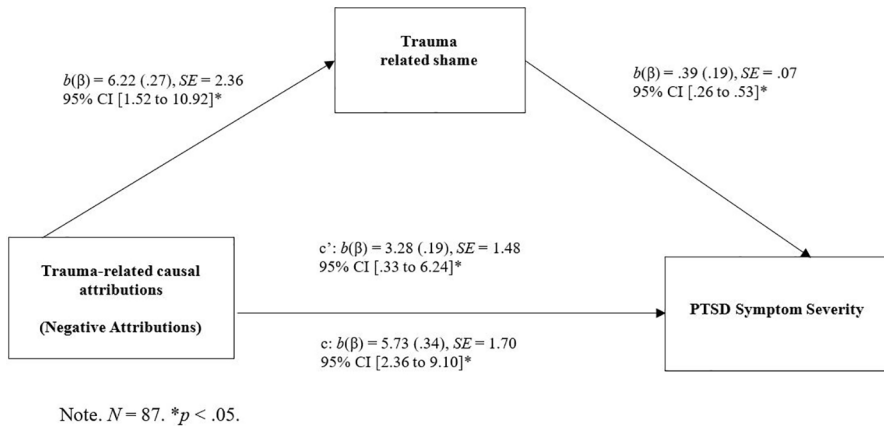 Trauma
related shame
b(β) = 6.22 (.27), SE = 2.36
95% CI [1.52 to 10.92]*
b(β) = .39 (.19), SE = .07
95% CI [.26 to .53]*
Trauma-related causal
attributions
(Negative Attributions)
c’: b(β) = 3.28 (.19), SE = 1.48
95% CI [.33 to 6.24]*
PTSD Symptom Severity
c: b(β) = 5.73 (.34), SE = 1.70
95% CI [2.36 to 9.10]*
Note. N = 87. *p < .05.